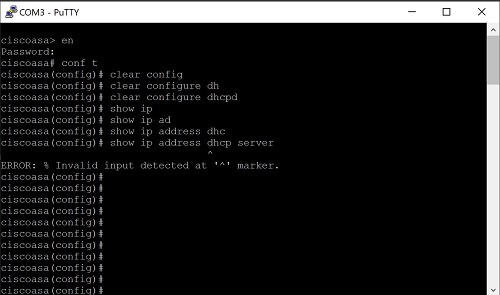 COM3 - PuTTY
ciscoasa> en
Password:
ciscoasa# conf t
ciscoasa(config)# clear config
ciscoasa(config)# clear configure dh
ciscoasa(config)# clear configure dhcpd
ciscoasa(config)# show ip
ciscoasa(config)# show ip ad
ciscoasa(config)# show ip address dhc
ciscoasa(config)# show ip address dhcp server
^
ERROR: % Invalid input detected at '^' marker.
ciscoasa(config)#
ciscoasa(config)#
ciscoasa(config)#
ciscoasa(config)#
ciscoasa(config)#
ciscoasa(config)#
ciscoasa(config)#
ciscoasa(config)#
ciscoasa(config)#
ciscoasa(config)#
ciscoasa(config)#